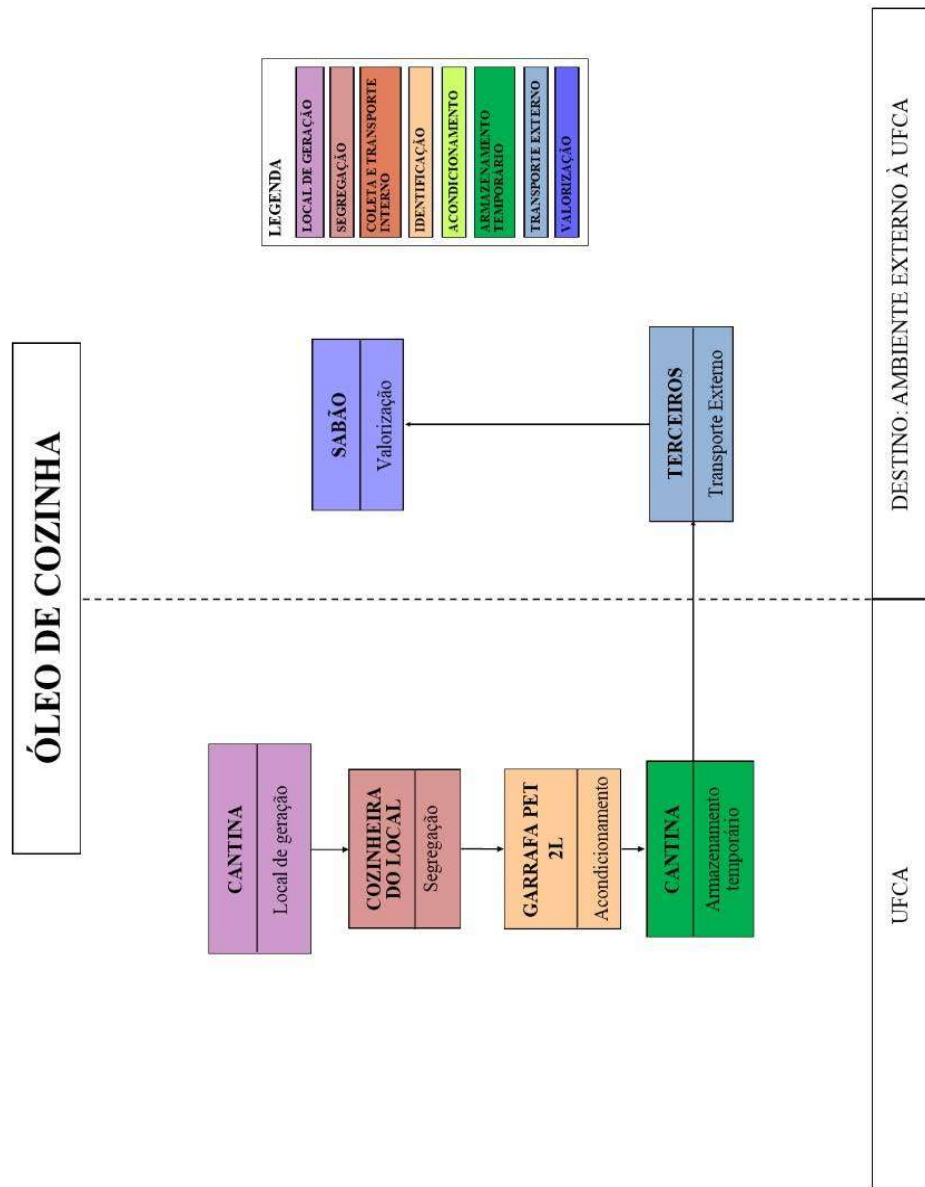 ÓLEO DE COZINHA
CANTINA
Local de geração
COZINHEIRA
DO LOCAL
Segregação
GARRAFA PET
2L
Acondicionamento
CANTINA
Armazenamento
temporário
SABÃO
Valorização
TERCEIROS
Transporte Externo
LEGENDA
LOCAL DE GERAÇÃO
SEGREGAÇÃO
COLETA E TRANSPORTE
INTERNO
IDENTIFICAÇÃO
ACONDICIONAMENTO
ARMAZENAMENTO
TEMPORÁRIO
TRANSPORTE EXTERNO
VALORIZAÇÃO
UFCA
DESTINO: AMBIENTE EXTERNO À UFCA